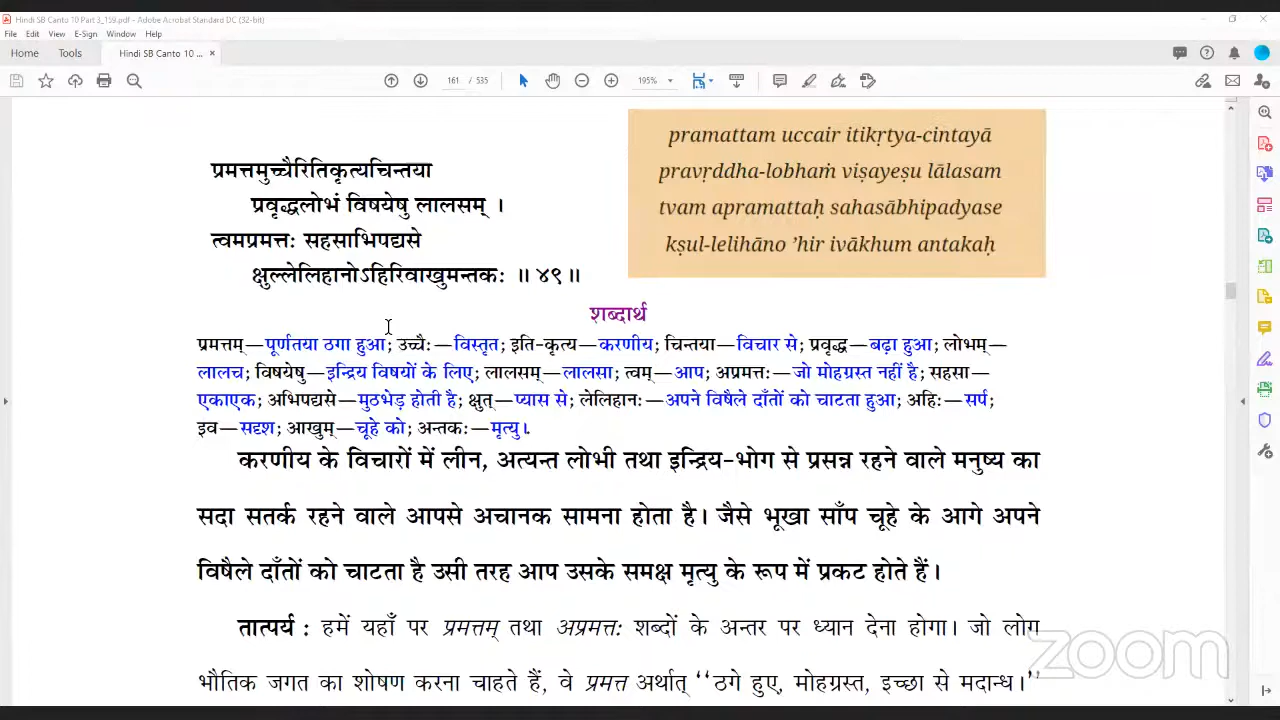 Hindi SB Canto 10 Part 3_159.pdf - Adobe Acrobat Standard DC (32-bit)
File Edit View E-Sign Window Help
Home Tools Hindi SB Canto 10 ... ×
161 / 535 195%
प्रमत्तमुच्चैरितिकृत्यचिन्तया
प्रवृद्धलोभं विषयेषु लालसम् ।
त्वमप्रमत्तः सहसाभिपद्यसे
क्षुल्लेलिहानोऽहिरिवाखुमन्तकः ॥ ४९॥
pramattam uccair itikṛtya-cintayā
pravṛddha-lobhaṁ viṣayeṣu lālasam
tvam apramattaḥ sahasābhipadyase
kṣul-lelihāno ’hir ivākhum antakaḥ
शब्दार्थ
प्रमत्तम्—पूर्णतया ठगा हुआ; उच्चैः—विस्तृत; इति-कृत्य—करणीय; चिन्तया—विचार से; प्रवृद्ध—बढ़ा हुआ; लोभम्—
लालच; विषयेषु—इन्द्रिय विषयों के लिए; लालसम्—लालसा; त्वम्—आप; अप्रमत्तः—जो मोहग्रस्त नहीं है; सहसा—
एकाएक; अभिपद्यसे—मुठभेड़ होती है; क्षुत्—प्यास से; लेलिहानः—अपने विषैले दाँतों को चाटता हुआ; अहिः—सर्प;
इव—सदृश; आखुम्—चूहे को; अन्तकः—मृत्यु।
करणीय के विचारों में लीन, अत्यन्त लोभी तथा इन्द्रिय-भोग से प्रसन्न रहने वाले मनुष्य का
सदा सतर्क रहने वाले आपसे अचानक सामना होता है। जैसे भूखा साँप चूहे के आगे अपने
विषैले दाँतों को चाटता है उसी तरह आप उसके समक्ष मृत्यु के रूप में प्रकट होते हैं।
तात्पर्य : हमें यहाँ पर प्रमत्तम् तथा अप्रमत्तः शब्दों के अन्तर पर ध्यान देना होगा। जो लोग
भौतिक जगत का शोषण करना चाहते हैं, वे प्रमत्त अर्थात् ‘‘ठगे हुए, मोहग्रस्त, इच्छा से मदान्ध।’’
zoom